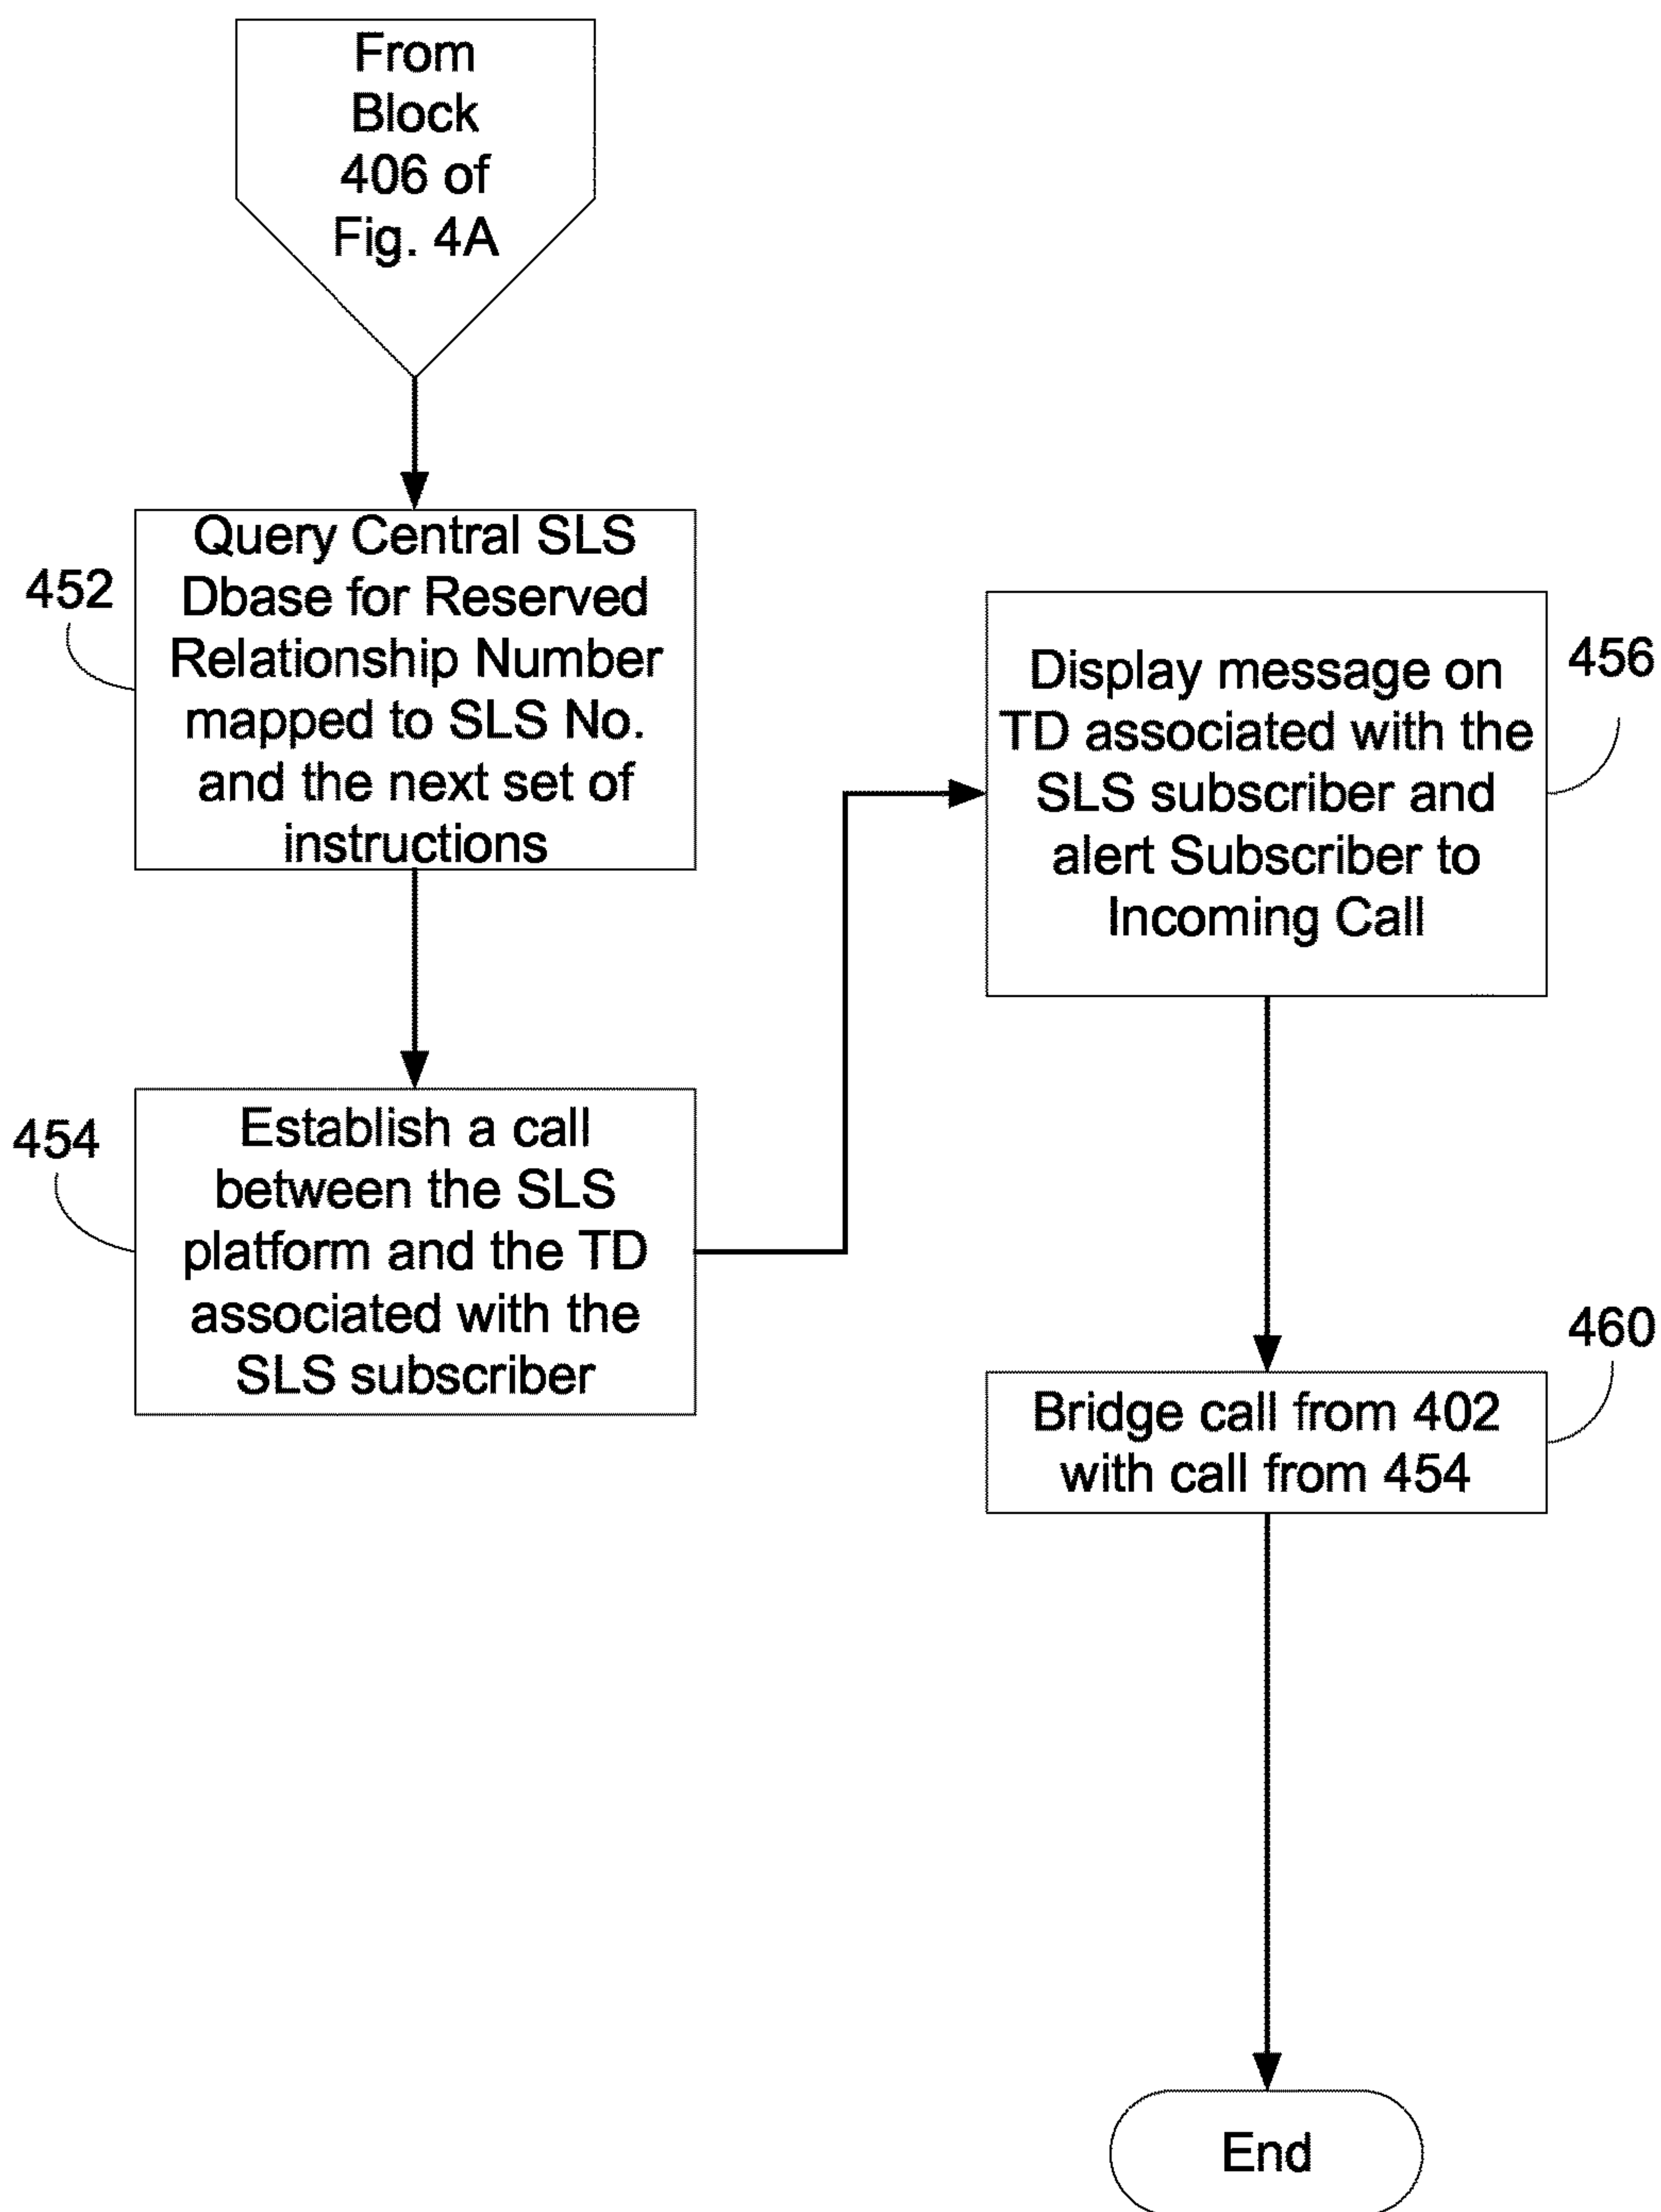 From
Block
406 of
Fig. 4A
452
Query Central SLS
Dbase for Reserved
Relationship Number
mapped to SLS No.
and the next set of
instructions
454
Establish a call
between the SLS
platform and the TD
associated with the
SLS subscriber
456
Display message on
TD associated with the
SLS subscriber and
alert Subscriber to
Incoming Call
460
Bridge call from 402
with call from 454
End